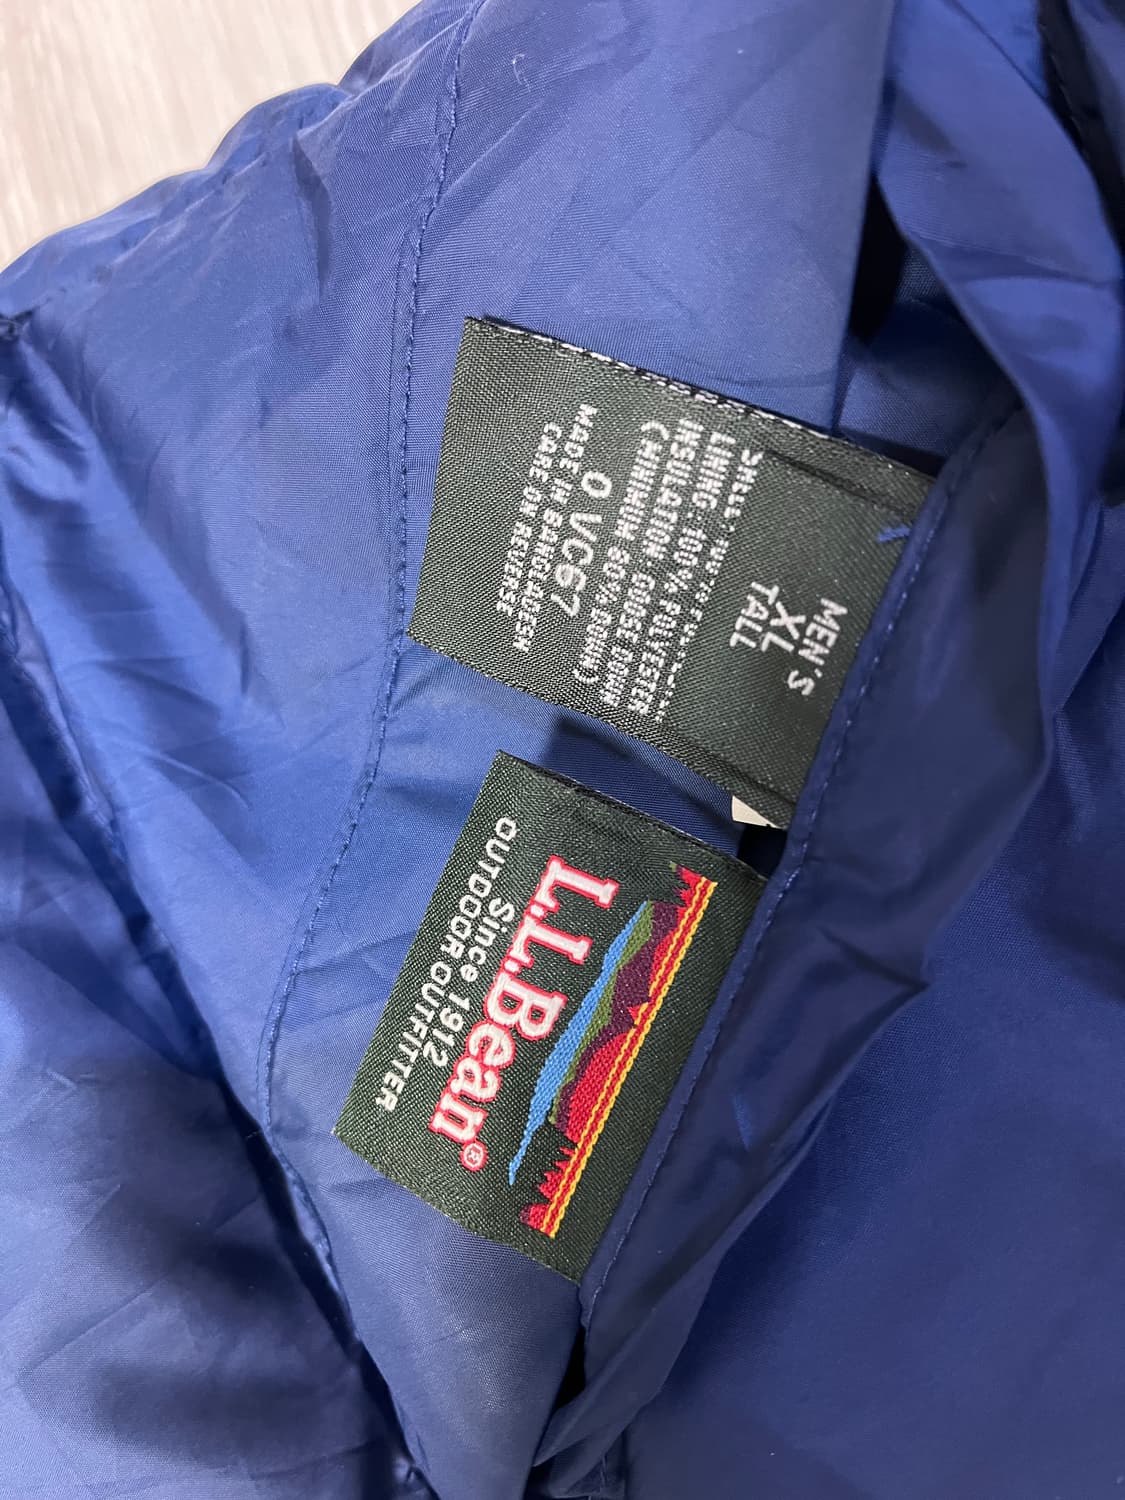 MEN'S
XL
TALL
LINING: 100% POLYESTER
INSULATION GOOSE DOWN
(MINIMUM 80% DOWN)
0 VC67
MADE IN BANGLADESH
CARE ON REVERSE
L.L.Bean®
Since 1912
OUTDOOR OUTFITTER